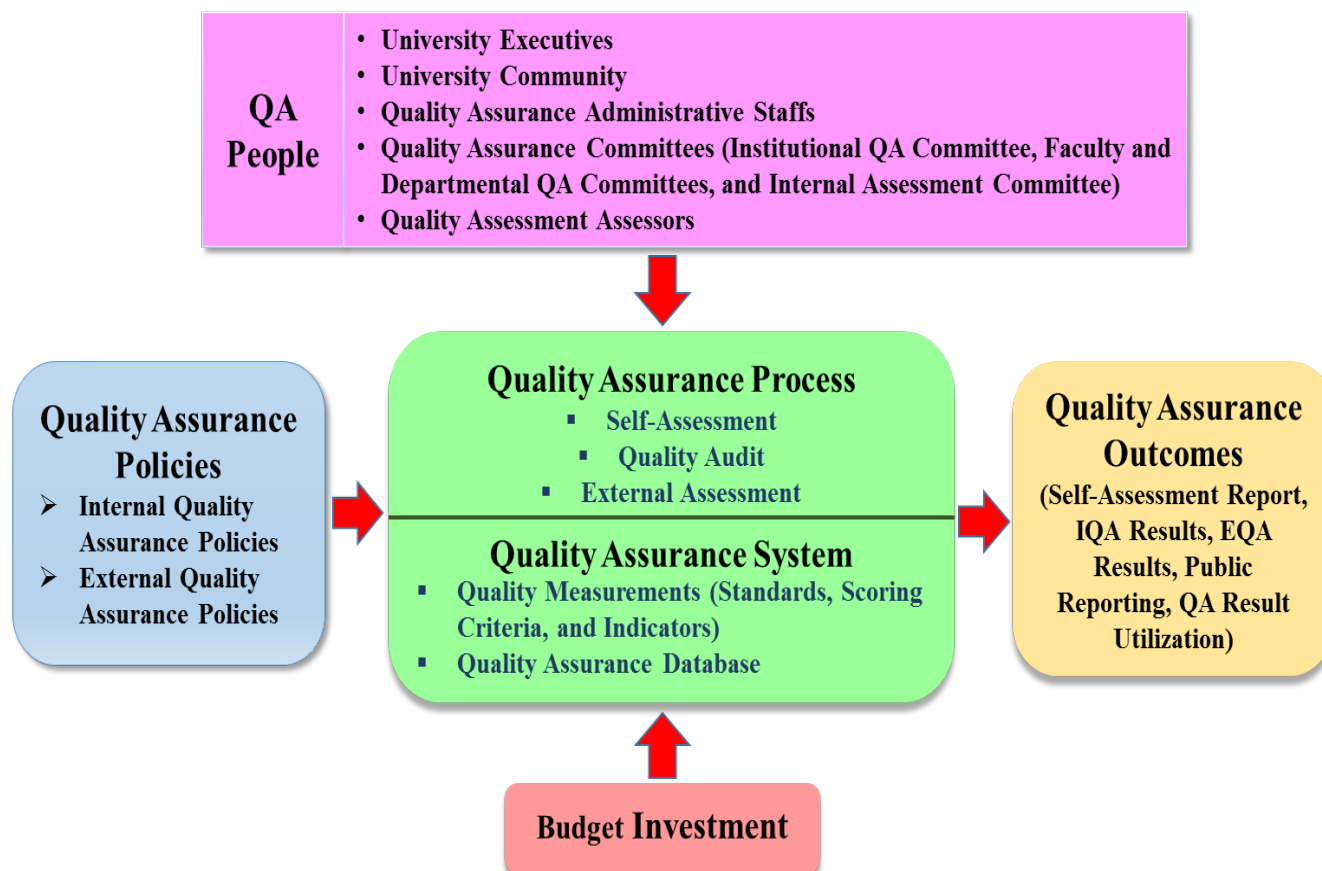 QA
People
• University Executives
• University Community
• Quality Assurance Administrative Staffs
• Quality Assurance Committees (Institutional QA Committee, Faculty and
Departmental QA Committees, and Internal Assessment Committee)
• Quality Assessment Assessors
Quality Assurance
Policies
➢ Internal Quality
Assurance Policies
➢ External Quality
Assurance Policies
Quality Assurance Process
▪ Self-Assessment
▪ Quality Audit
▪ External Assessment
Quality Assurance System
▪ Quality Measurements (Standards, Scoring
Criteria, and Indicators)
▪ Quality Assurance Database
Quality Assurance
Outcomes
(Self-Assessment Report,
IQA Results, EQA
Results, Public
Reporting, QA Result
Utilization)
Budget Investment